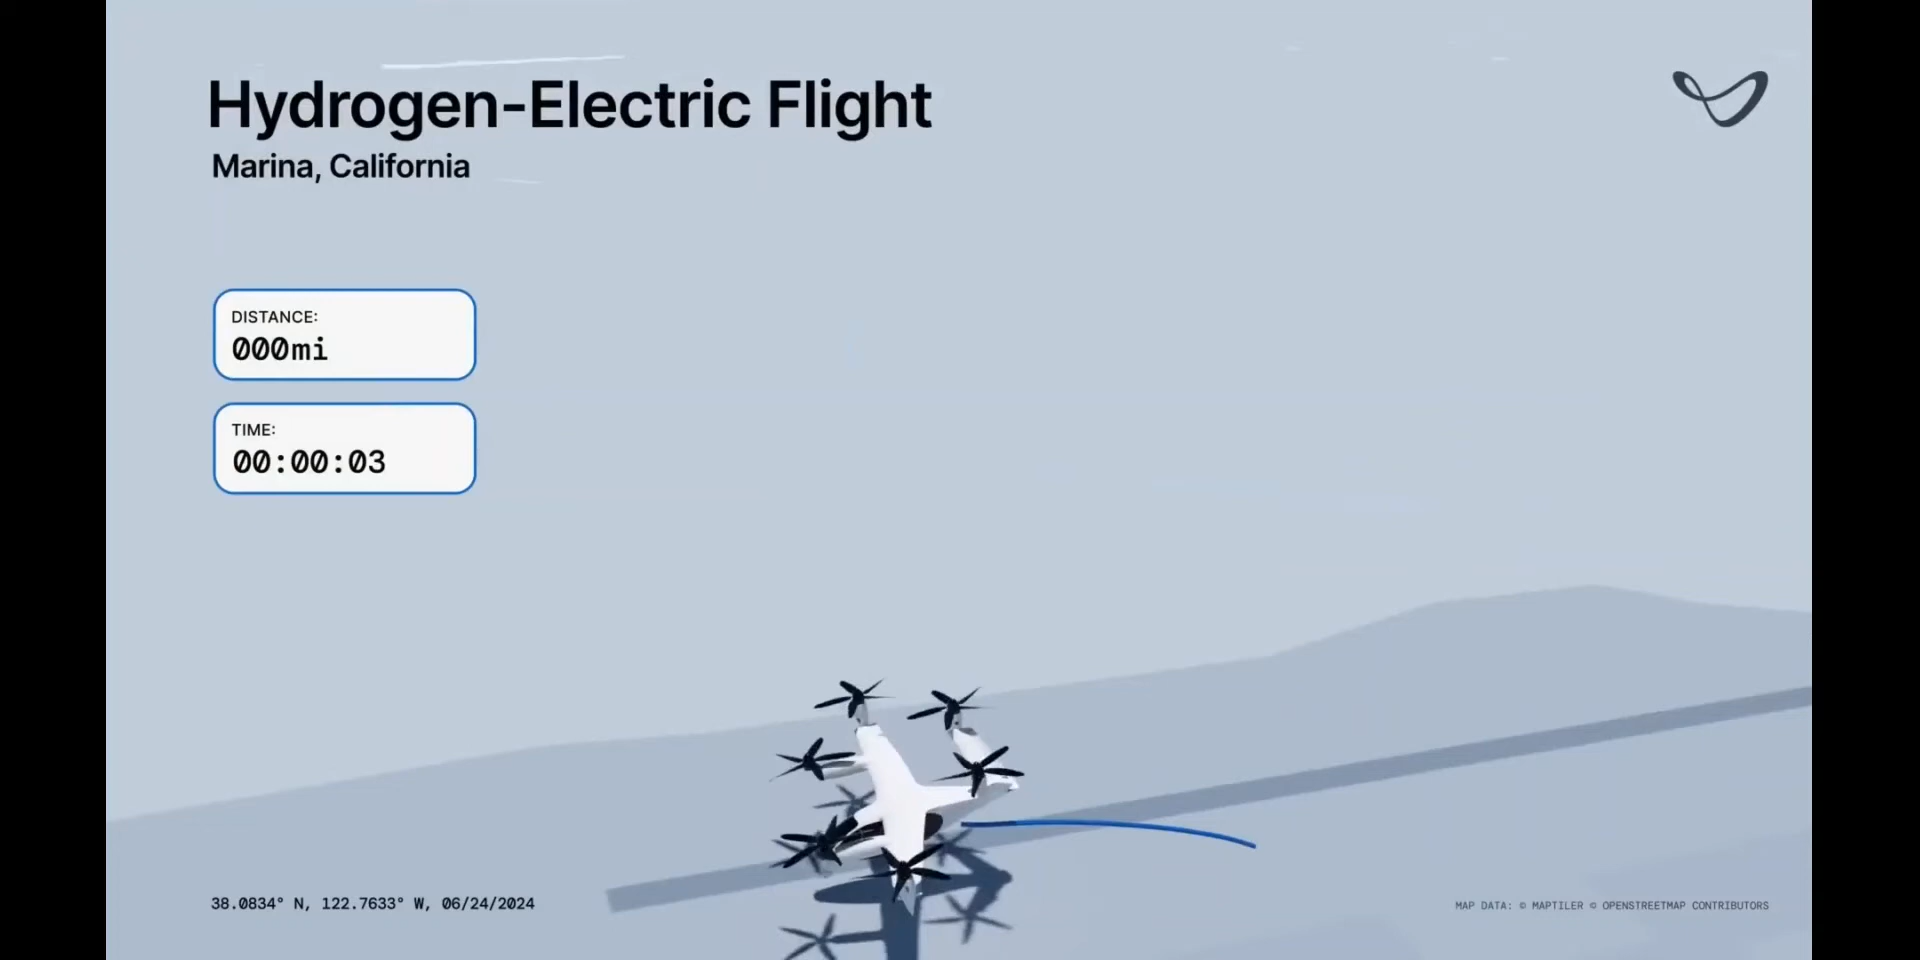 Hydrogen-Electric Flight
Marina, California
DISTANCE:
000mi
TIME:
00:00:03
38.0834° N, 122.7633° W, 06/24/2024
MAP DATA: © MAPTILER © OPENSTREETMAP CONTRIBUTORS